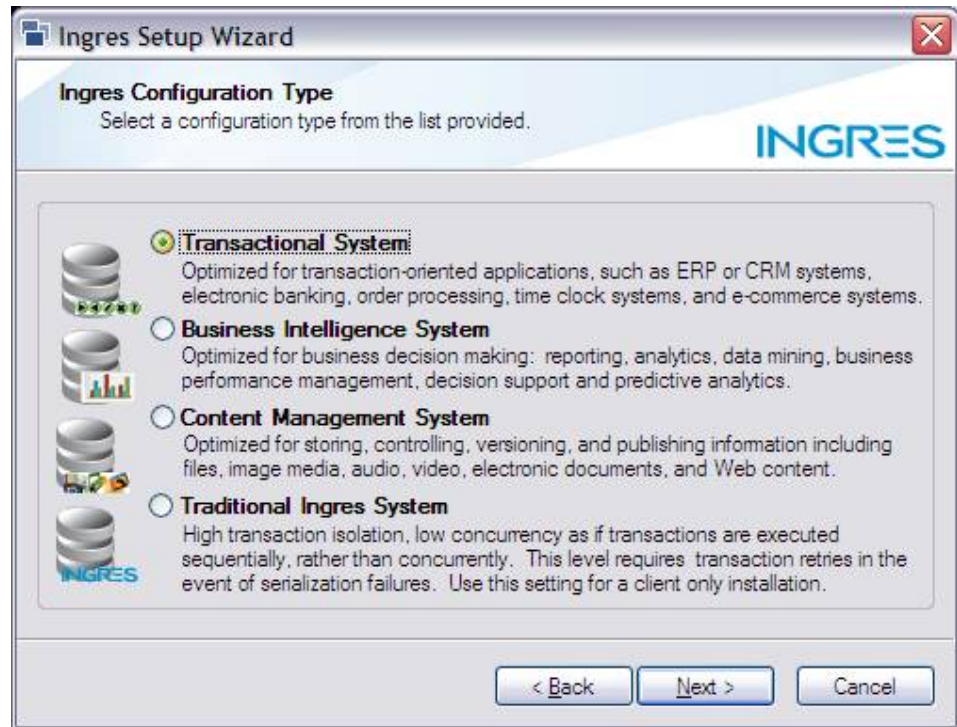 Ingres Setup Wizard
Ingres Configuration Type
Select a configuration type from the list provided.
INGRES
Transactional System
Optimized for transaction-oriented applications, such as ERP or CRM systems,
electronic banking, order processing, time clock systems, and e-commerce systems.
Business Intelligence System
Optimized for business decision making: reporting, analytics, data mining, business
performance management, decision support and predictive analytics.
Content Management System
Optimized for storing, controlling, versioning, and publishing information including
files, image media, audio, video, electronic documents, and Web content.
Traditional Ingres System
High transaction isolation, low concurrency as if transactions are executed
sequentially, rather than concurrently. This level requires transaction retries in the
event of serialization failures. Use this setting for a client only installation.
INGRES
< Back
Next >
Cancel